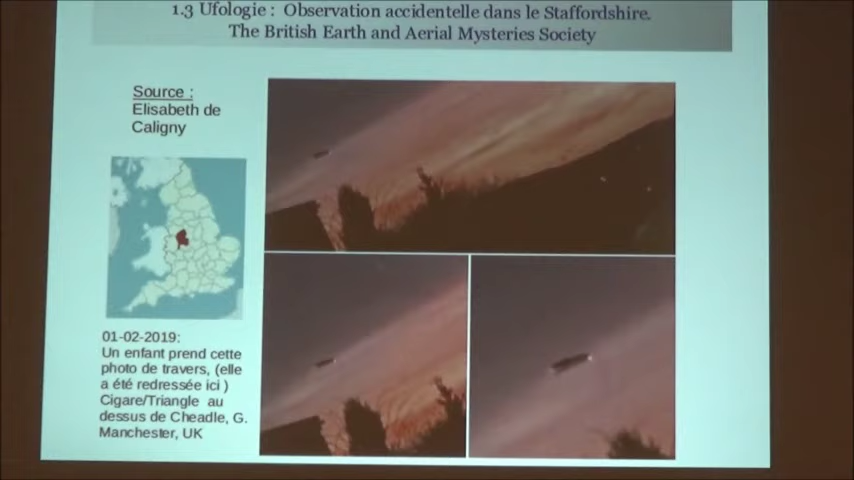 1.3 Ufologie : Observation accidentelle dans le Staffordshire.
The British Earth and Aerial Mysteries Society
Source :
Elisabeth de
Caligny
01-02-2019:
Un enfant prend cette
photo de travers, (elle
a été redressée ici )
Cigare/Triangle au
dessus de Cheadle, G.
Manchester, UK